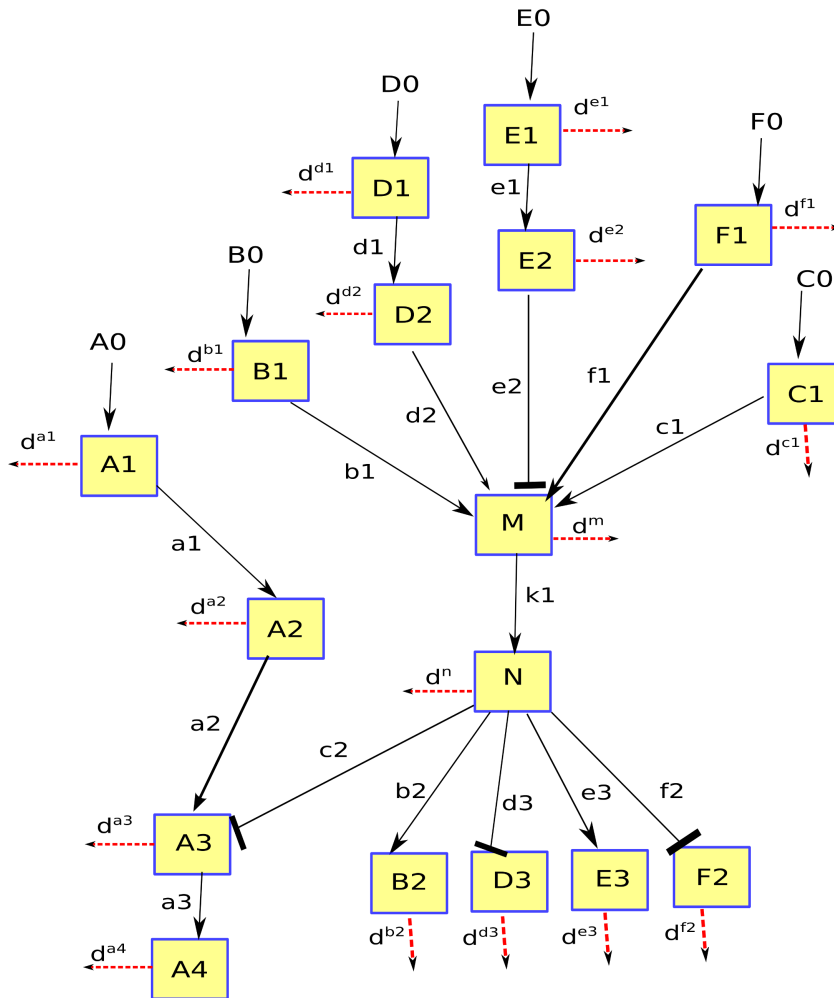 E0
D0
E1
d^e1
F0
D1
d^d1
e1
F1
d^f1
d1
E2
d^e2
B0
D2
d^d2
C0
A0
B1
d^b1
e2
f1
C1
d2
c1
d^c1
A1
d^a1
b1
M
d^m
a1
k1
A2
d^a2
N
d^n
a2
c2
b2
d3
e3
f2
A3
d^a3
B2
D3
E3
F2
a3
d^b2
d^d3
d^e3
d^f2
A4
d^a4